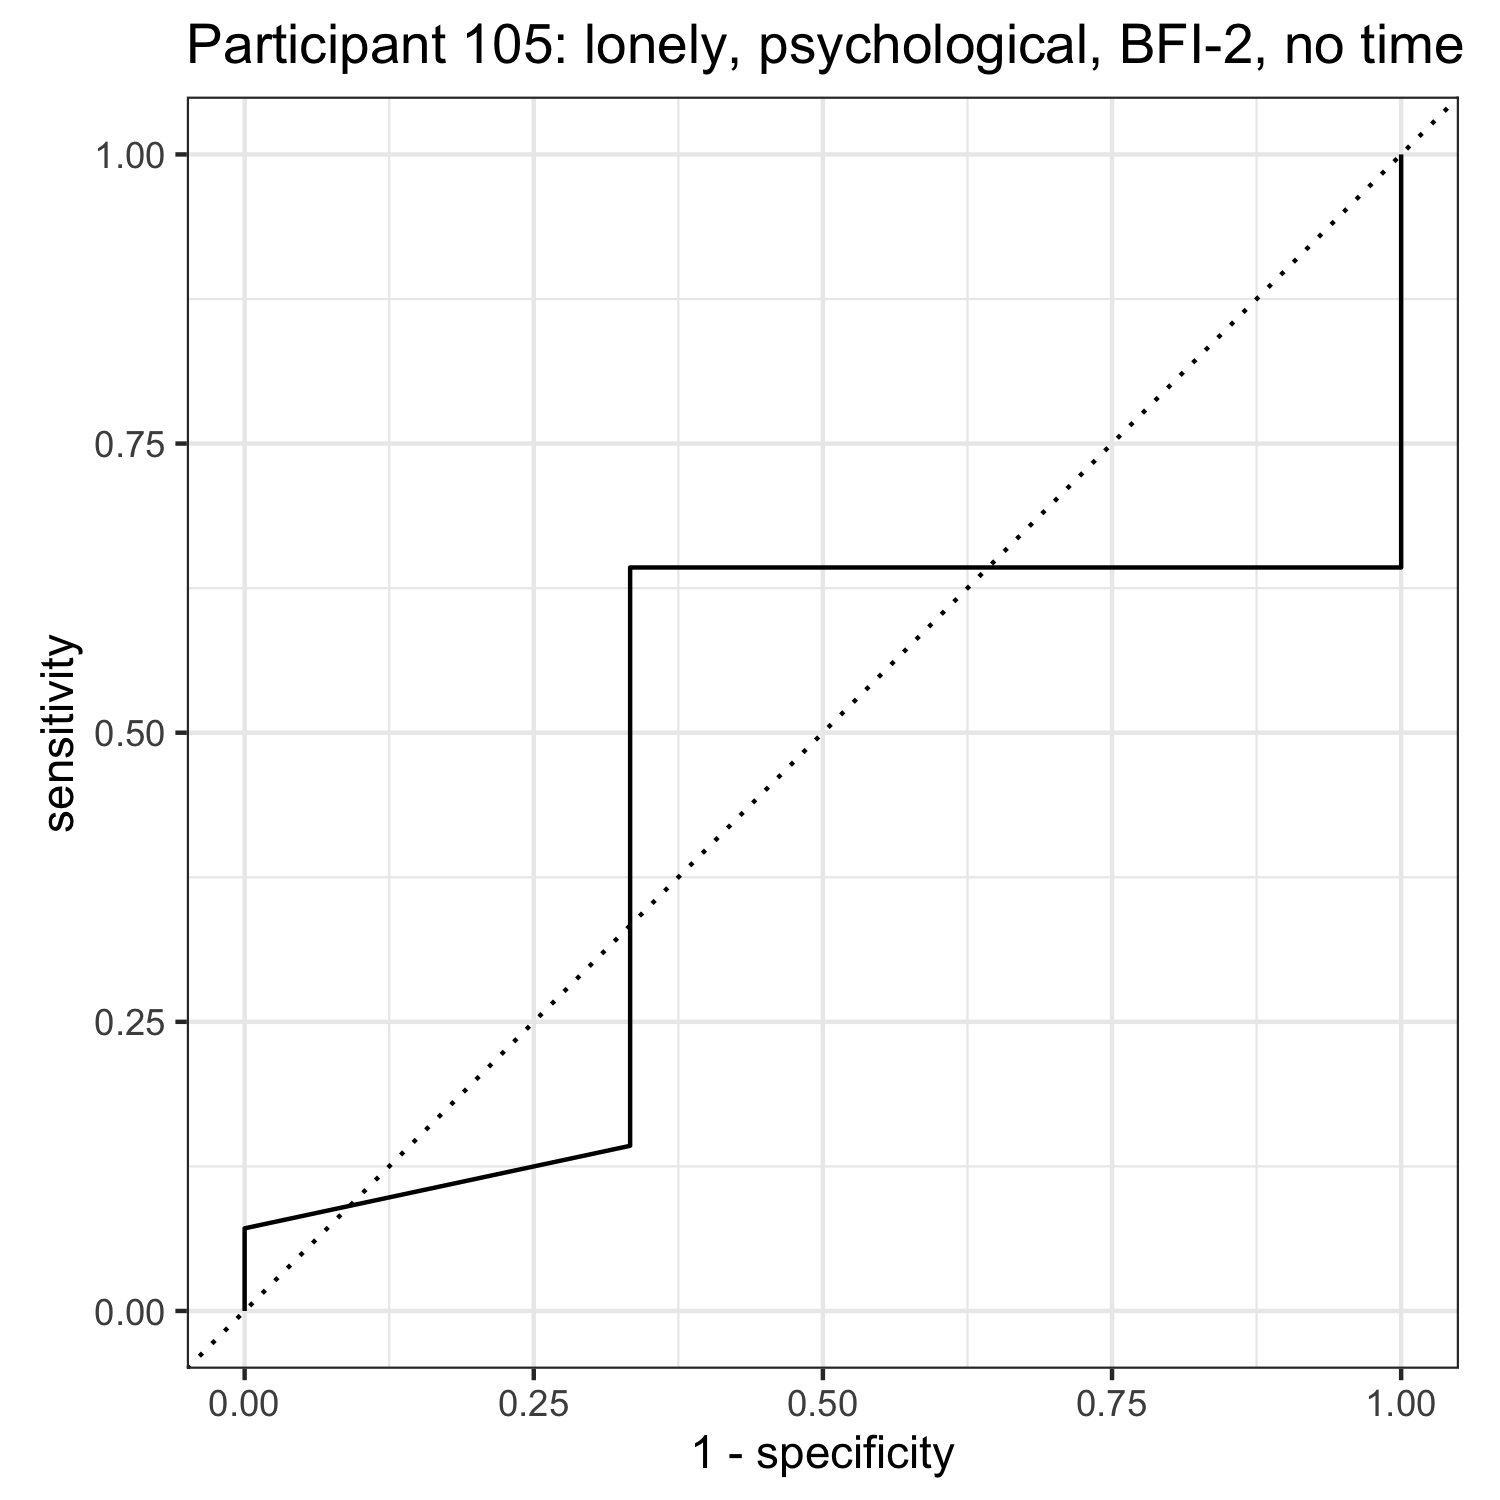 Participant 105: lonely, psychological, BFI-2, no time
1.00
0.75
0.50
0.25
0.00
sensitivity
0.00 0.25 0.50 0.75 1.00
1 - specificity